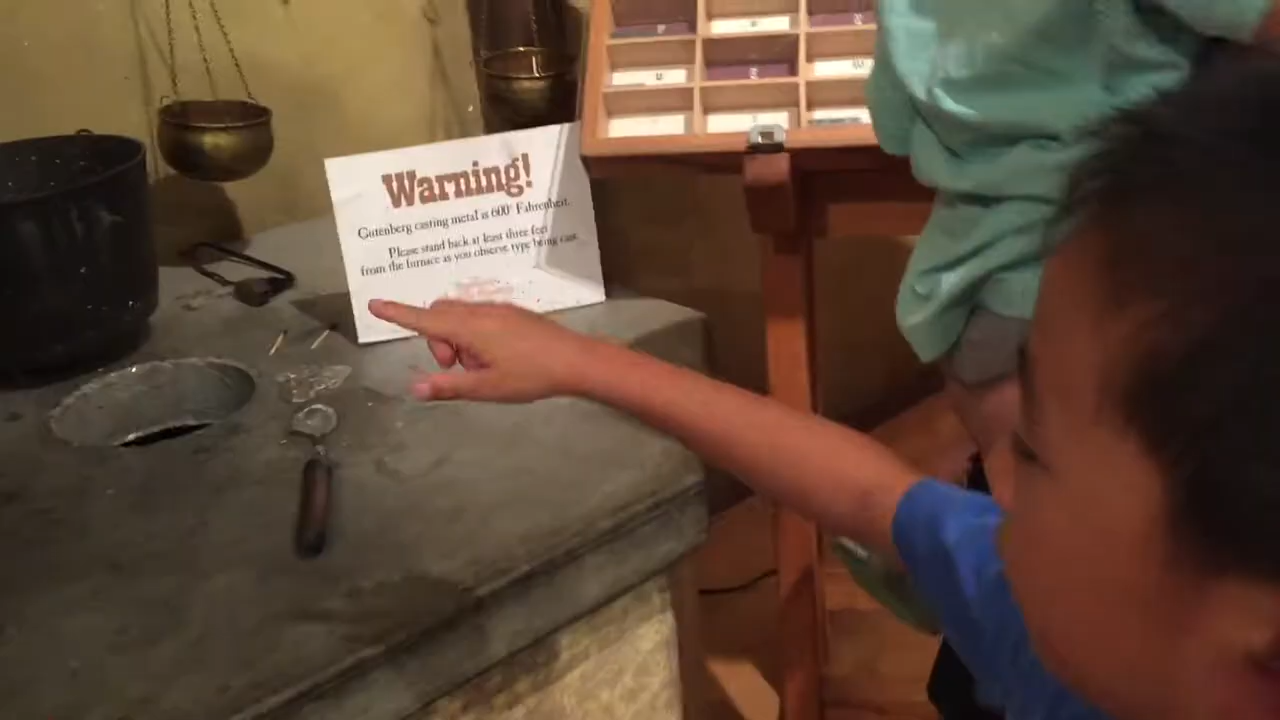 Warning!
Gutenberg casting metal is 600° Fahrenheit.
Please stand back at least three feet
from the furnace as you observe type being cast.